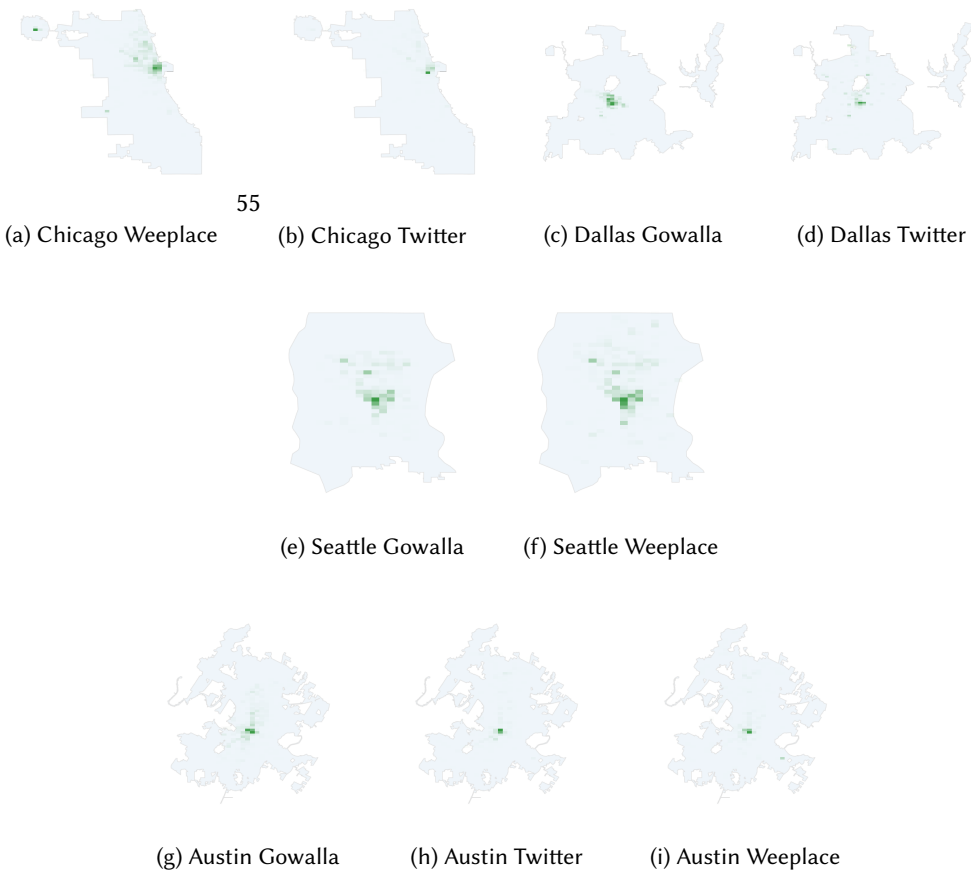 55
(a) Chicago Weeplace (b) Chicago Twitter (c) Dallas Gowalla (d) Dallas Twitter
(e) Seattle Gowalla (f) Seattle Weeplace
(g) Austin Gowalla (h) Austin Twitter (i) Austin Weeplace